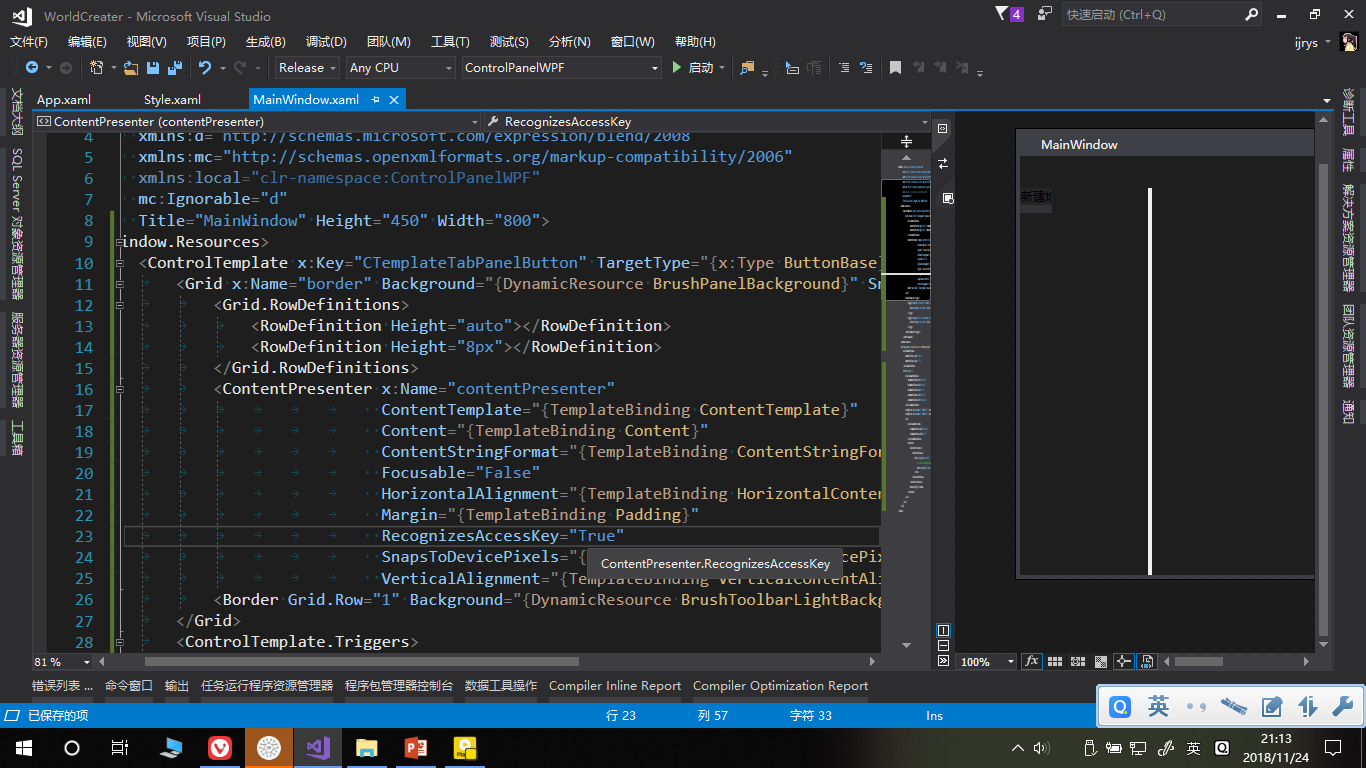 WorldCreater - Microsoft Visual Studio
4
快速启动 (Ctrl+Q)
文件(F) 编辑(E) 视图(V) 项目(P) 生成(B) 调试(D) 团队(M) 工具(T) 测试(S) 分析(N) 窗口(W) 帮助(H)
ijrys
Release Any CPU ControlPanelWPF 启动
App.xaml Style.xaml MainWindow.xaml
ContentPresenter (contentPresenter) RecognizesAccessKey
4 xmlns:d="http://schemas.microsoft.com/expression/blend/2008"
5 xmlns:mc="http://schemas.openxmlformats.org/markup-compatibility/2006"
6 xmlns:local="clr-namespace:ControlPanelWPF"
7 mc:Ignorable="d"
8 Title="MainWindow" Height="450" Width="800">
9 indow.Resources>
10 <ControlTemplate x:Key="CTemplateTabPanelButton" TargetType="{x:Type ButtonBase}
11 <Grid x:Name="border" Background="{DynamicResource BrushPanelBackground}" Sn
12 <Grid.RowDefinitions>
13 <RowDefinition Height="auto"></RowDefinition>
14 <RowDefinition Height="8px"></RowDefinition>
15 </Grid.RowDefinitions>
16 <ContentPresenter x:Name="contentPresenter"
17 ContentTemplate="{TemplateBinding ContentTemplate}"
18 Content="{TemplateBinding Content}"
19 ContentStringFormat="{TemplateBinding ContentStringFor
20 Focusable="False"
21 HorizontalAlignment="{TemplateBinding HorizontalConten
22 Margin="{TemplateBinding Padding}"
23 RecognizesAccessKey="True"
24 SnapsToDevicePixels="{
ContentPresenter.RecognizesAccessKey
25 VerticalAlignment="{TemplateBinding VerticalContentAli
26 <Border Grid.Row="1" Background="{DynamicResource BrushToolbarLightBackg
27 </Grid>
28 <ControlTemplate.Triggers>
81 %
文档大纲
SQL Server 对象资源管理器
服务器资源管理器
工具箱
MainWindow
新建地
100%
诊断工具
属性
解决方案资源管理器
团队资源管理器
通知
错误列表 ... 命令窗口 输出 任务运行程序资源管理器 程序包管理器控制台 数据工具操作 Compiler Inline Report Compiler Optimization Report
已保存的项 行 23 列 57 字符 33 Ins
英
英
21:13
2018/11/24